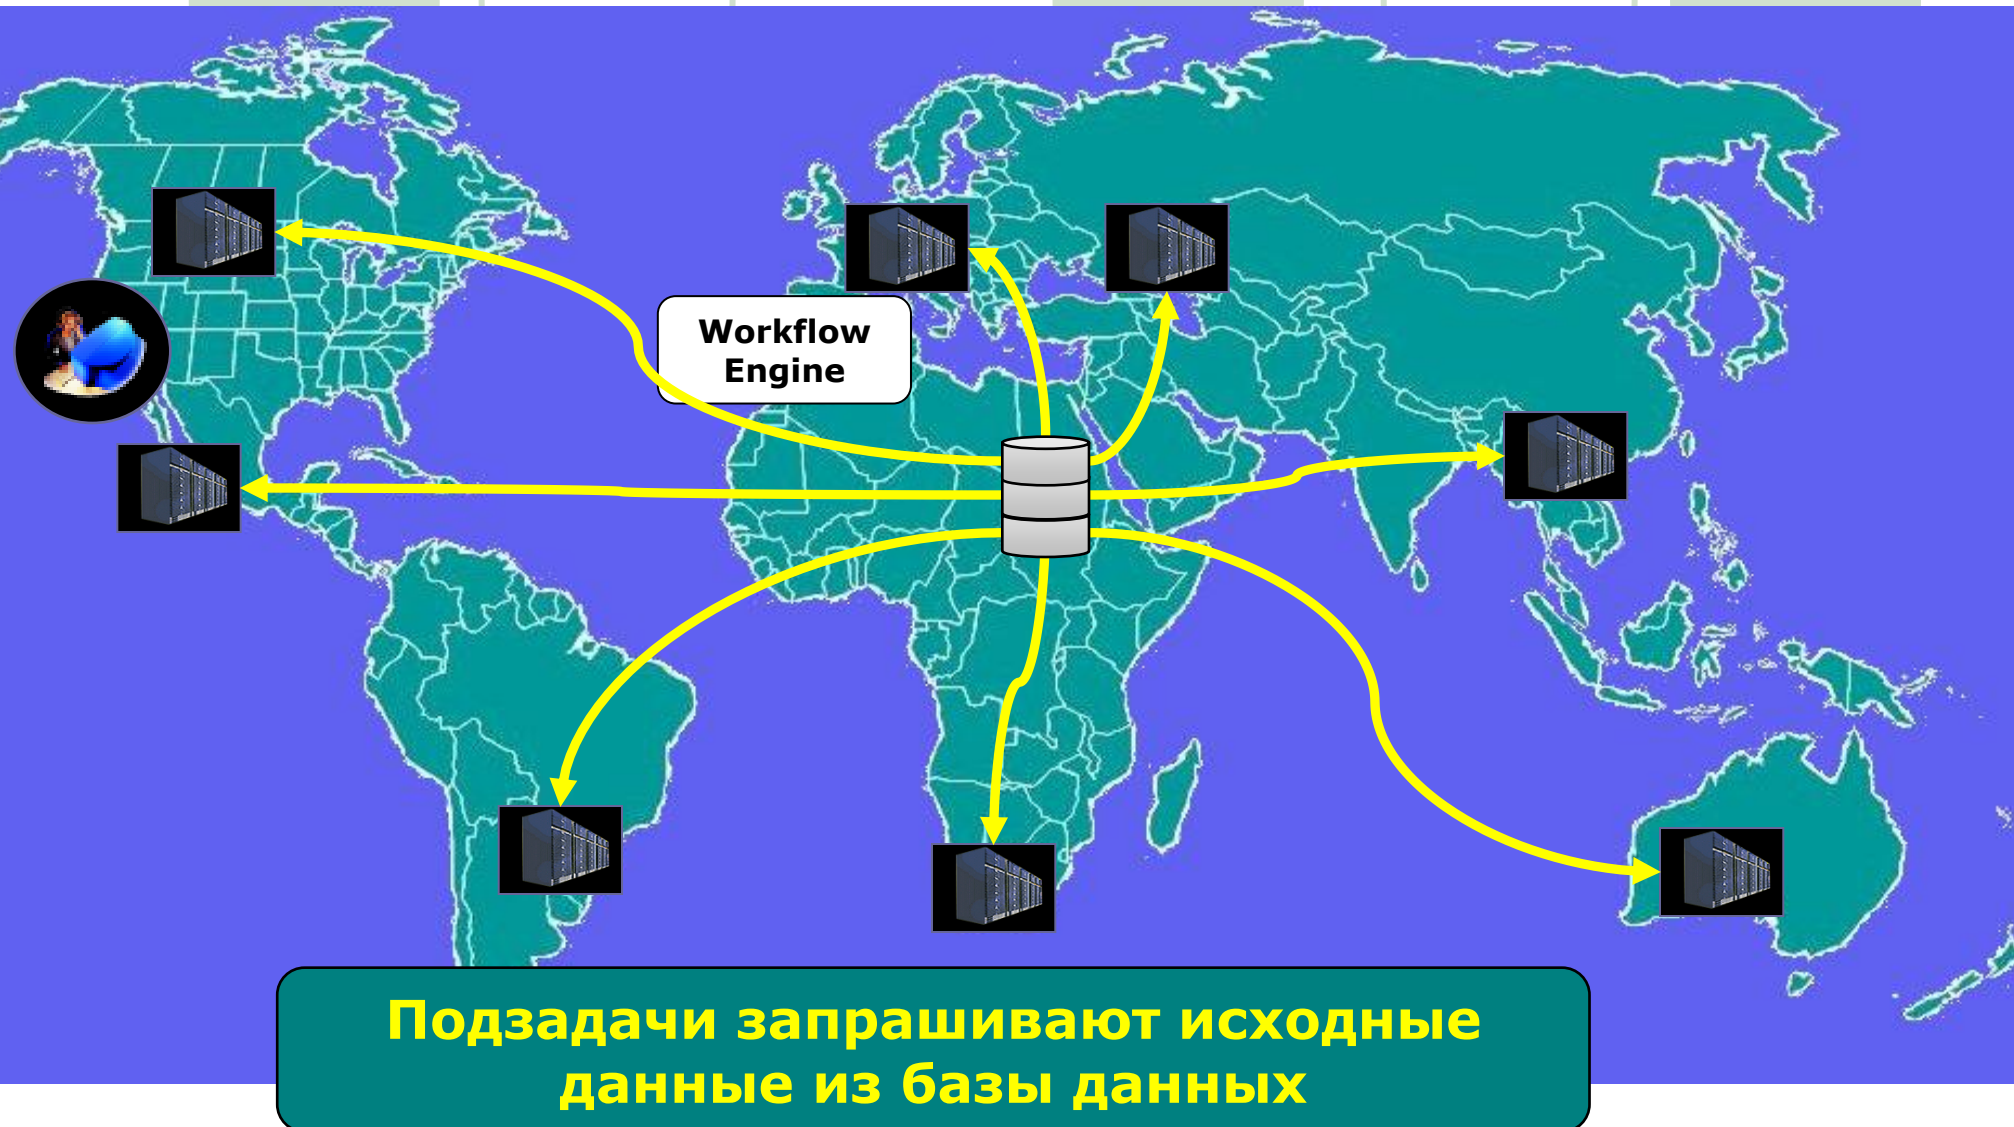 Workflow
Engine
Подзадачи запрашивают исходные
данные из базы данных